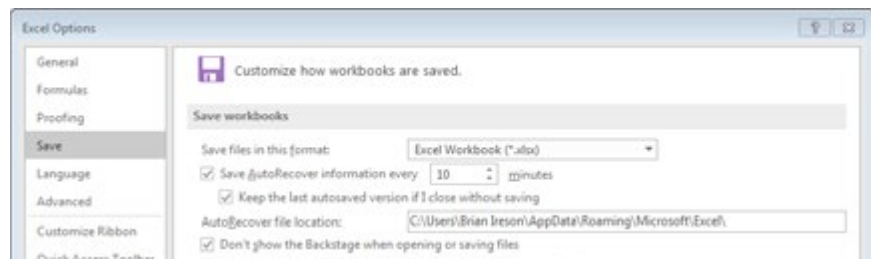 Excel Options
General
Customize how workbooks are saved.
Formulas
Proofing
Save workbooks
Save
Save files in this format: Excel Workbook (*.xlsx)
Save AutoRecover information every 10 minutes
Language
Keep the last autosaved version if I close without saving
Advanced
AutoRecover file location: C:\Users\Brian Ireson\AppData\Roaming\Microsoft\Excel\
Customize Ribbon
Don't show the Backstage when opening or saving files
Quick Access Toolbar